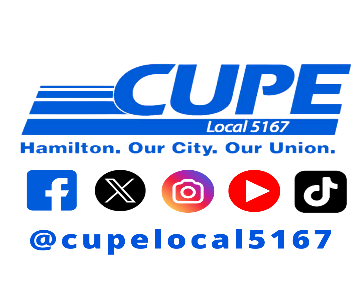 CUPE
Local 5167
Hamilton. Our City. Our Union.
@cupelocal5167